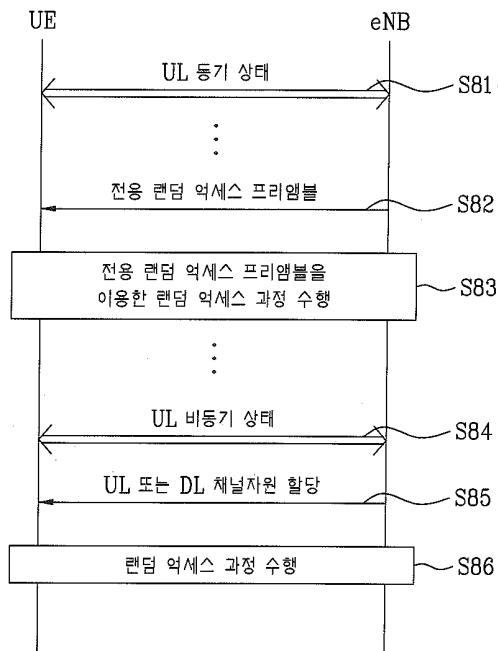 UE
eNB
UL 동기 상태
S81
전용 랜덤 억세스 프리앰블
S82
전용 랜덤 억세스 프리앰블을
이용한 랜덤 억세스 과정 수행
S83
UL 비동기 상태
S84
UL 또는 DL 채널자원 할당
S85
랜덤 억세스 과정 수행
S86